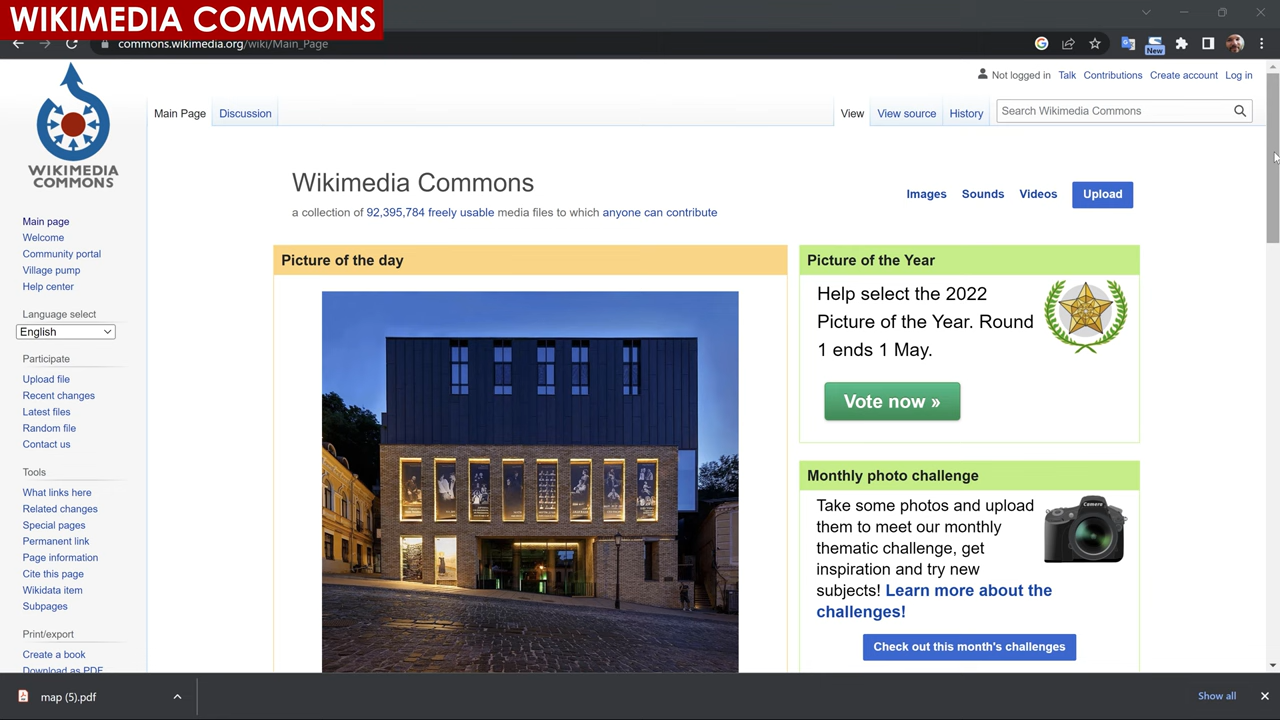 WIKIMEDIA COMMONS
commons.wikimedia.org/wiki/Main_Page
New
Not logged in Talk Contributions Create account Log in
WIKIMEDIA
COMMONS
Main Page Discussion View View source History Search Wikimedia Commons
Wikimedia Commons
a collection of 92,395,784 freely usable media files to which anyone can contribute
Images Sounds Videos Upload
Main page
Welcome
Community portal
Village pump
Help center
Language select
English
Participate
Upload file
Recent changes
Latest files
Random file
Contact us
Tools
What links here
Related changes
Special pages
Permanent link
Page information
Cite this page
Wikidata item
Subpages
Print/export
Create a book
Download as PDF
Picture of the day
Picture of the Year
Help select the 2022
Picture of the Year. Round
1 ends 1 May.
Vote now »
Monthly photo challenge
Take some photos and upload
them to meet our monthly
thematic challenge, get
inspiration and try new
subjects! Learn more about the
challenges!
Camera
Check out this month's challenges
map (5).pdf
Show all